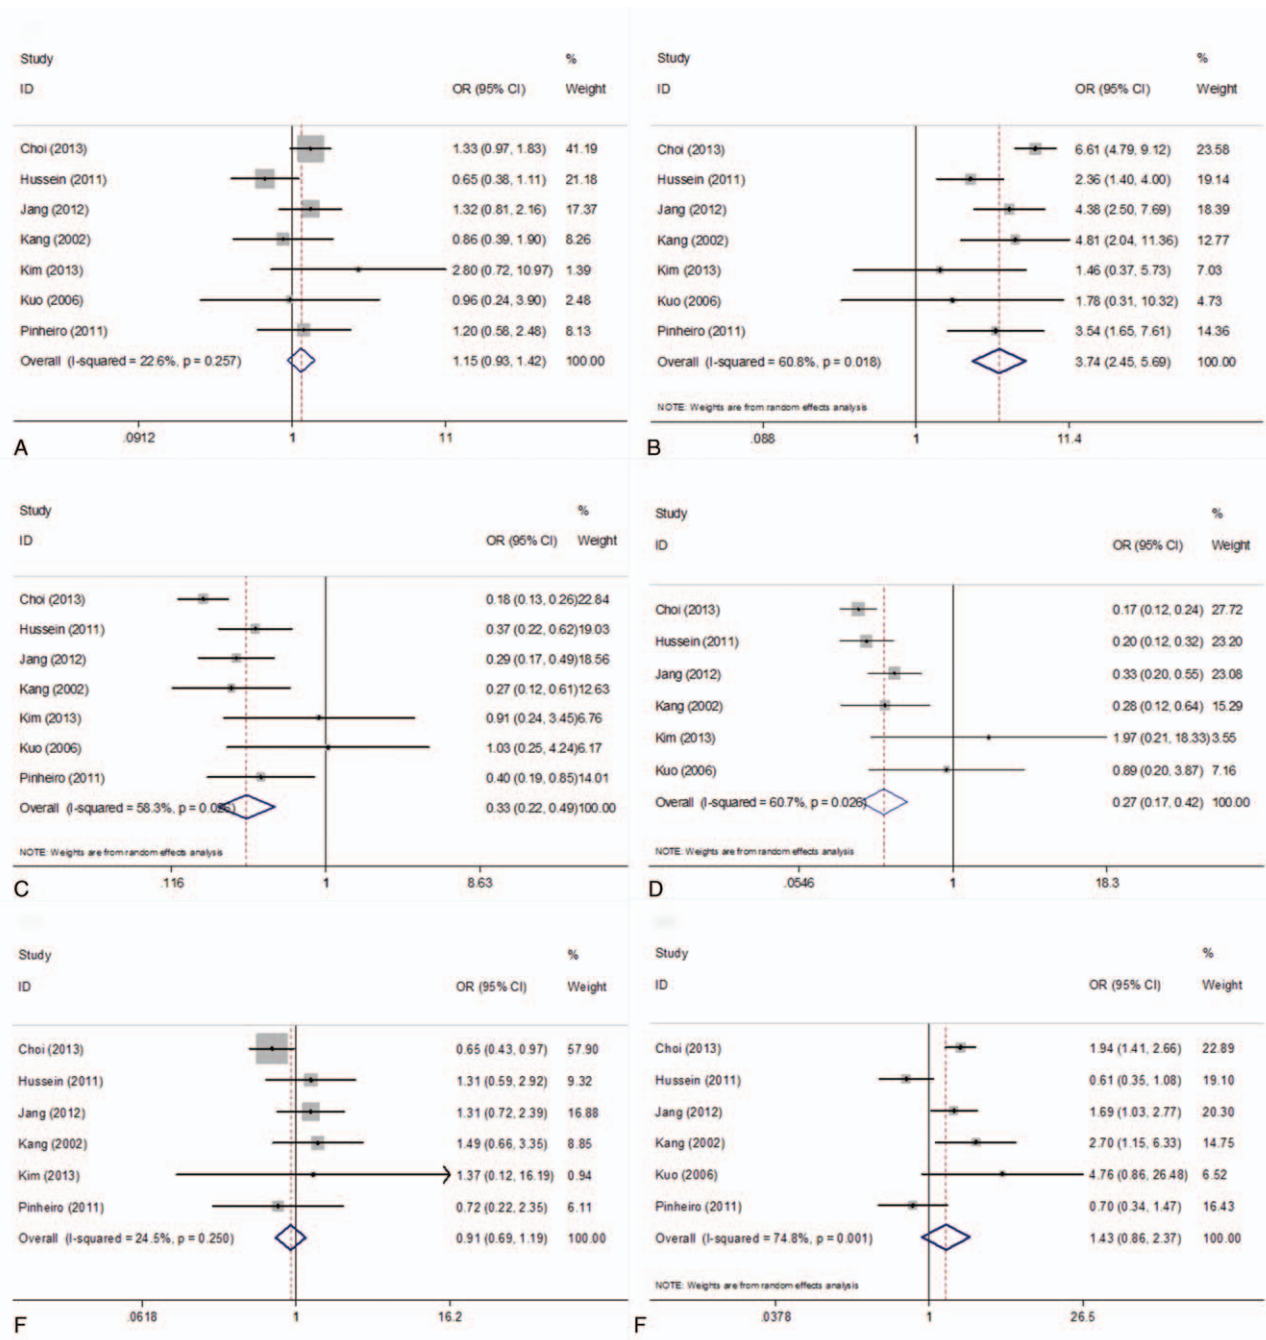 Study %
ID OR (95% CI) Weight
Choi (2013) 1.33 (0.97, 1.83) 41.19
Hussein (2011) 0.65 (0.38, 1.11) 21.18
Jang (2012) 1.32 (0.81, 2.16) 17.37
Kang (2002) 0.86 (0.39, 1.90) 8.26
Kim (2013) 2.80 (0.72, 10.97) 1.39
Kuo (2006) 0.96 (0.24, 3.90) 2.48
Pinheiro (2011) 1.20 (0.58, 2.48) 8.13
Overall (I-squared = 22.6%, p = 0.257) 1.15 (0.93, 1.42) 100.00
.0912 1 11
A
Study %
ID OR (95% CI) Weight
Choi (2013) 6.61 (4.79, 9.12) 23.58
Hussein (2011) 2.36 (1.40, 4.00) 19.14
Jang (2012) 4.38 (2.50, 7.69) 18.39
Kang (2002) 4.81 (2.04, 11.36) 12.77
Kim (2013) 1.46 (0.37, 5.73) 7.03
Kuo (2006) 1.78 (0.31, 10.32) 4.73
Pinheiro (2011) 3.54 (1.65, 7.61) 14.36
Overall (I-squared = 60.8%, p = 0.018) 3.74 (2.45, 5.69) 100.00
NOTE: Weights are from random effects analysis
.088 1 11.4
B
Study %
ID OR (95% CI) Weight
Choi (2013) 0.18 (0.13, 0.26) 22.84
Hussein (2011) 0.37 (0.22, 0.62) 19.03
Jang (2012) 0.29 (0.17, 0.49) 18.56
Kang (2002) 0.27 (0.12, 0.61) 12.63
Kim (2013) 0.91 (0.24, 3.45) 6.76
Kuo (2006) 1.03 (0.25, 4.24) 6.17
Pinheiro (2011) 0.40 (0.19, 0.85) 14.01
Overall (I-squared = 58.3%, p = 0.33 (0.22, 0.49) 100.00
NOTE: Weights are from random effects analysis
.116 1 8.63
C
Study %
ID OR (95% CI) Weight
Choi (2013) 0.17 (0.12, 0.24) 27.72
Hussein (2011) 0.20 (0.12, 0.32) 23.20
Jang (2012) 0.33 (0.20, 0.55) 23.08
Kang (2002) 0.28 (0.12, 0.64) 15.29
Kim (2013) 1.97 (0.21, 18.33) 3.55
Kuo (2006) 0.89 (0.20, 3.87) 7.16
Overall (I-squared = 60.7%, p = 0.026) 0.27 (0.17, 0.42) 100.00
NOTE: Weights are from random effects analysis
.0546 1 18.3
D
Study %
ID OR (95% CI) Weight
Choi (2013) 0.65 (0.43, 0.97) 57.90
Hussein (2011) 1.31 (0.59, 2.92) 9.32
Jang (2012) 1.31 (0.72, 2.39) 16.88
Kang (2002) 1.49 (0.66, 3.35) 8.85
Kim (2013) 1.37 (0.12, 16.19) 0.94
Pinheiro (2011) 0.72 (0.22, 2.35) 6.11
Overall (I-squared = 24.5%, p = 0.250) 0.91 (0.69, 1.19) 100.00
.0618 1 16.2
F
Study %
ID OR (95% CI) Weight
Choi (2013) 1.94 (1.41, 2.66) 22.89
Hussein (2011) 0.61 (0.35, 1.08) 19.10
Jang (2012) 1.69 (1.03, 2.77) 20.30
Kang (2002) 2.70 (1.15, 6.33) 14.75
Kuo (2006) 4.76 (0.86, 26.48) 6.52
Pinheiro (2011) 0.70 (0.34, 1.47) 16.43
Overall (I-squared = 74.8%, p = 0.001) 1.43 (0.86, 2.37) 100.00
NOTE: Weights are from random effects analysis
.0378 1 26.5
F